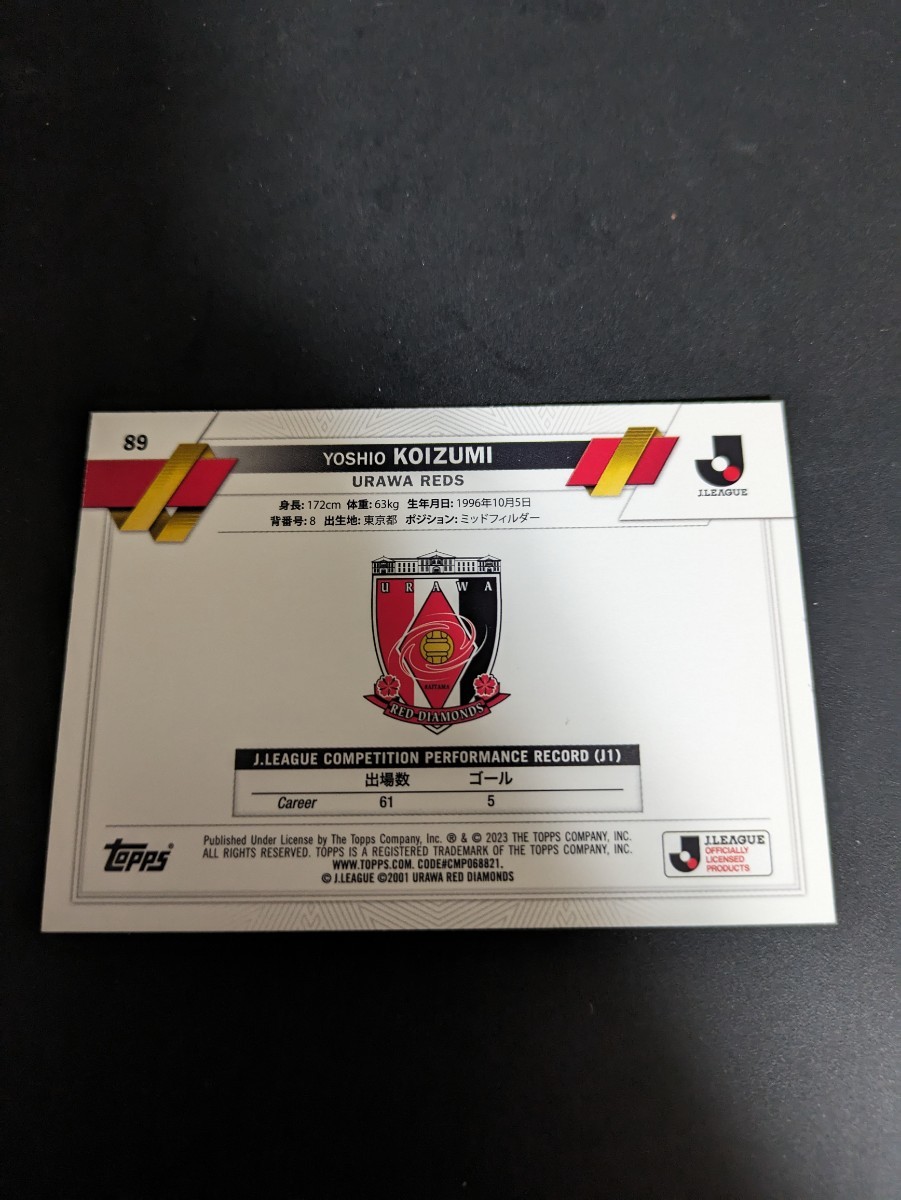 89
YOSHIO KOIZUMI
URAWA REDS
J.LEAGUE
身長: 172cm 体重: 63kg 生年月日: 1996年10月5日
背番号: 8 出生地: 東京都 ポジション: ミッドフィルダー
URAWA
SAITAMA
RED DIAMONDS
J.LEAGUE COMPETITION PERFORMANCE RECORD (J1)
出場数 ゴール
Career 61 5
topps
Published Under License by The Topps Company, Inc. ® & © 2023 THE TOPPS COMPANY, INC.
ALL RIGHTS RESERVED. TOPPS IS A REGISTERED TRADEMARK OF THE TOPPS COMPANY, INC.
WWW.TOPPS.COM. CODE#CMP068821.
© J.LEAGUE ©2001 URAWA RED DIAMONDS
J.LEAGUE
OFFICIALLY
LICENSED
PRODUCTS